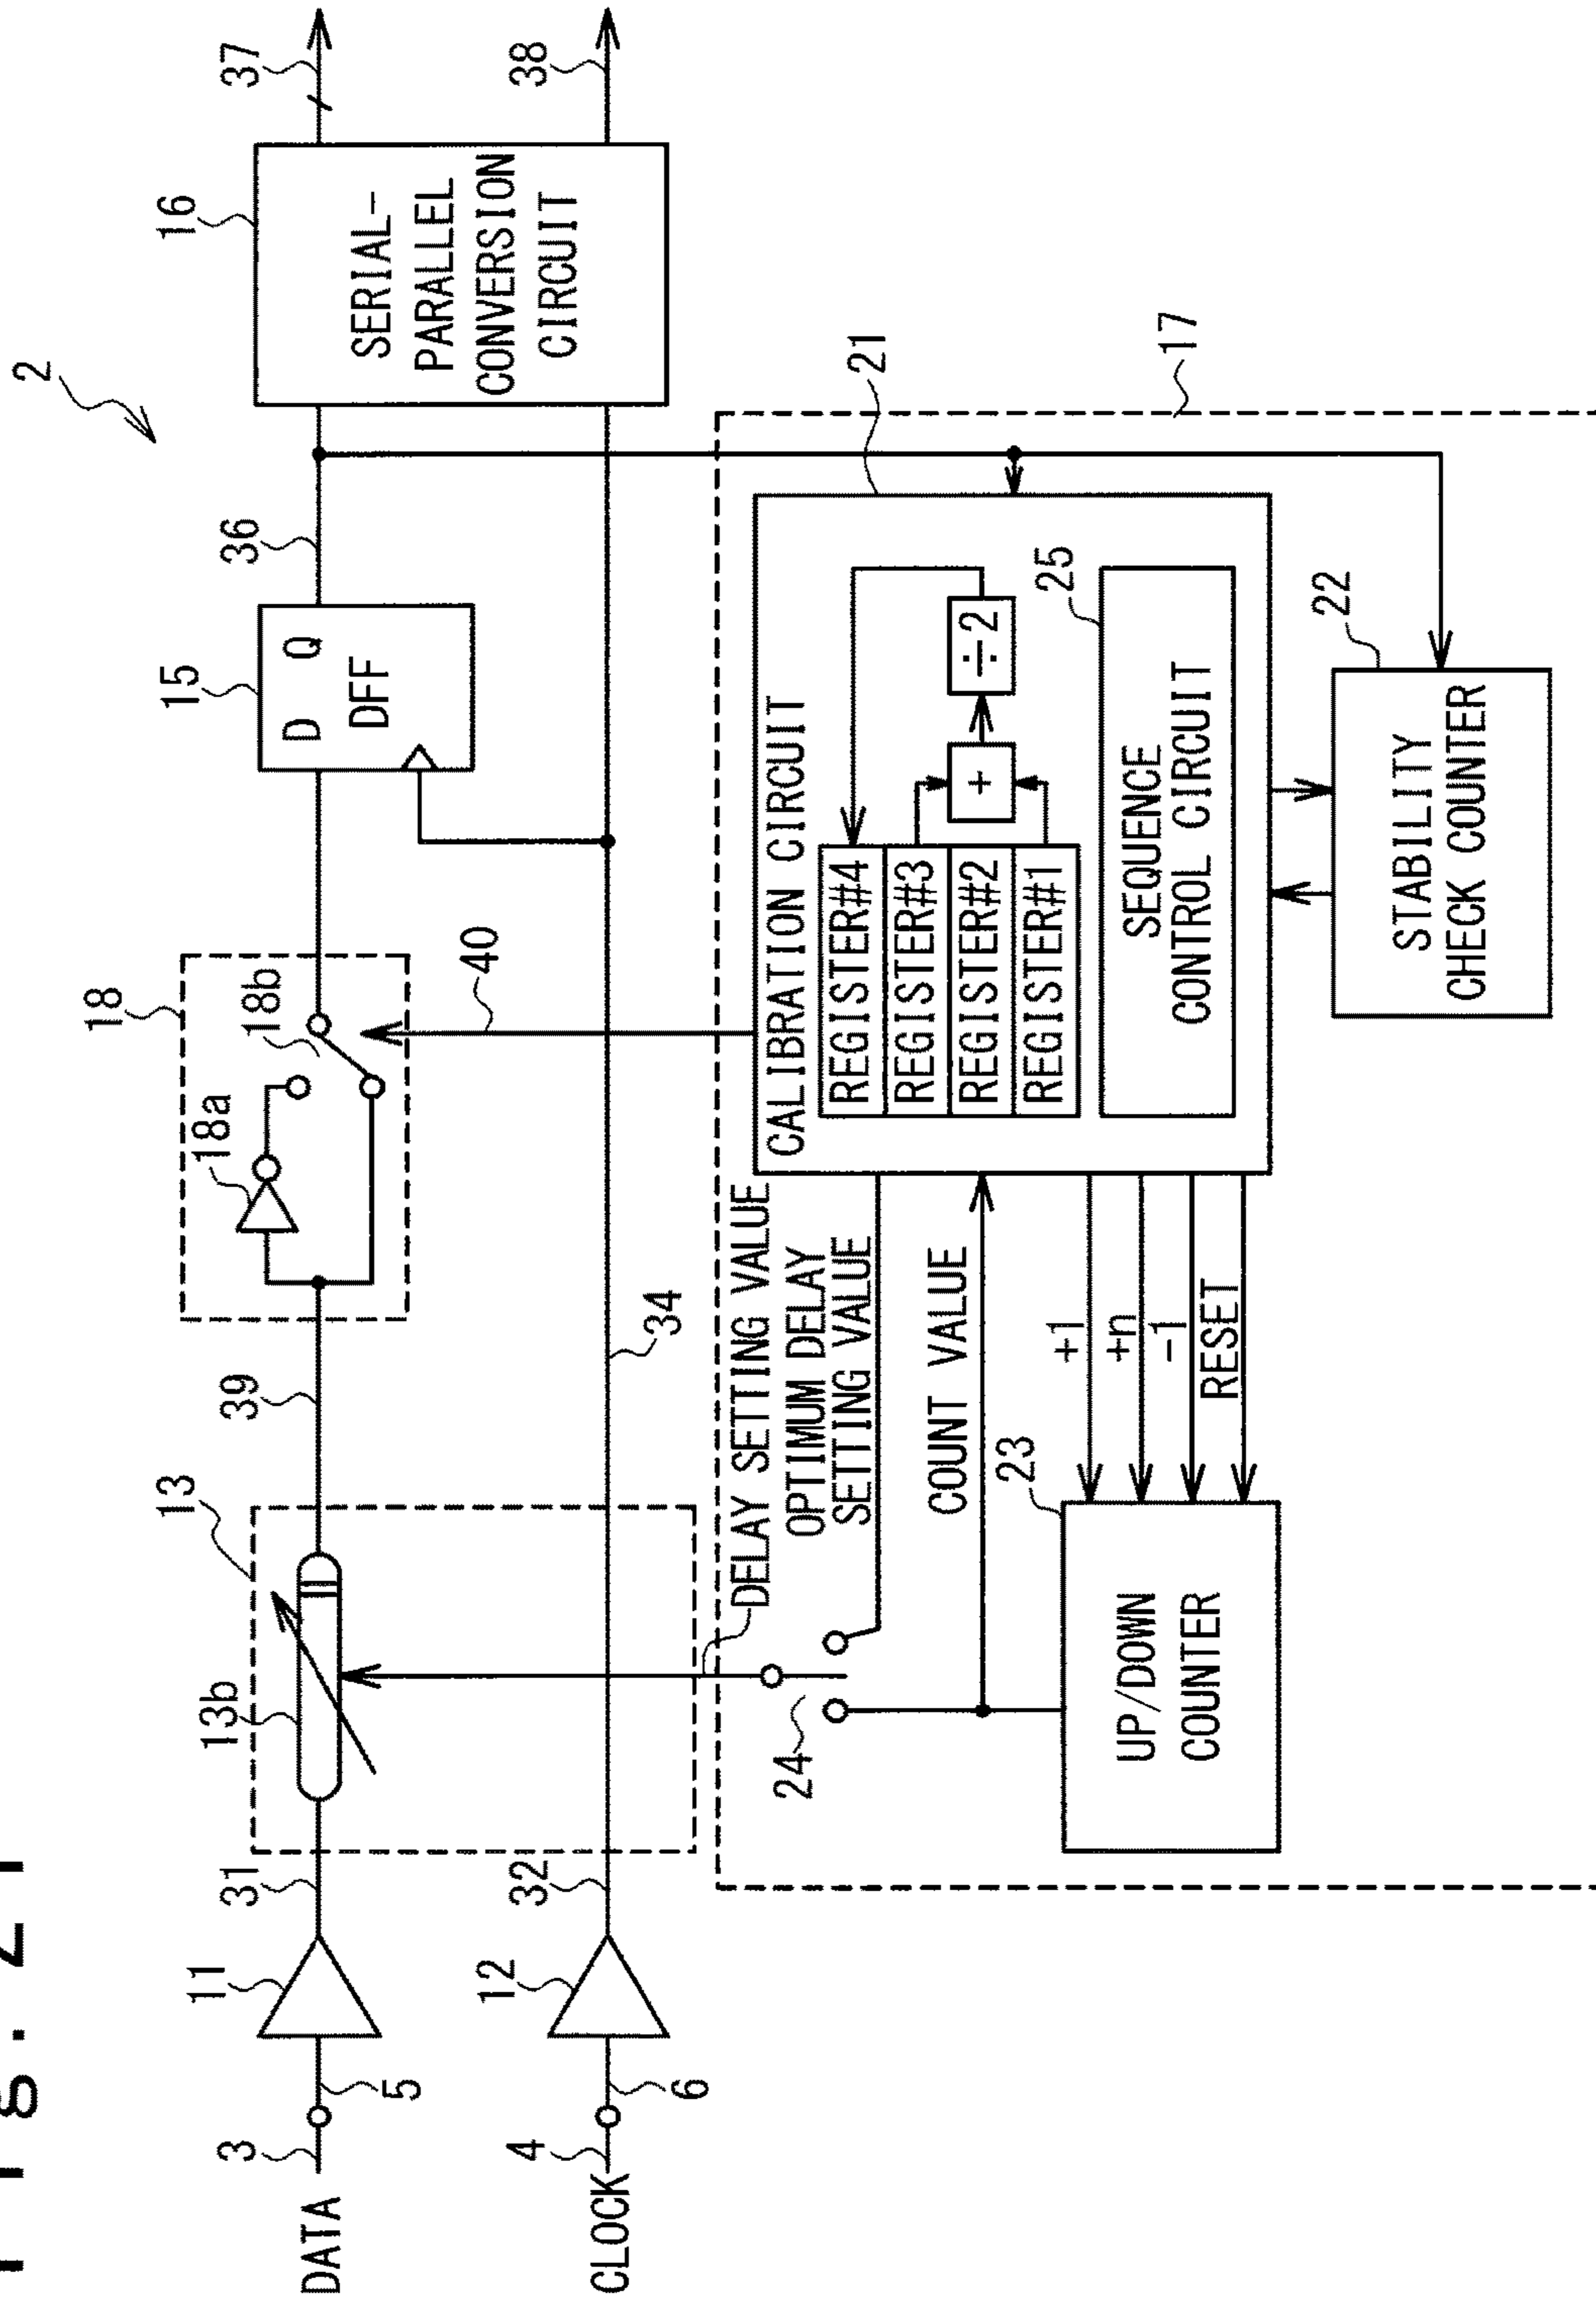 Fig. 21
2
DATA
3
5
11
31
13
13b
39
18
18a
18b
15
D Q
DFF
36
16
SERIAL-
PARALLEL
CONVERSION
CIRCUIT
37
38
CLOCK
4
6
12
32
34
40
DELAY SETTING VALUE
OPTIMUM DELAY
SETTING VALUE
24
COUNT VALUE
23
UP/DOWN
COUNTER
+1
+n
-1
RESET
17
21
CALIBRATION CIRCUIT
REGISTER#4
REGISTER#3
REGISTER#2
REGISTER#1
+
÷2
25
SEQUENCE
CONTROL CIRCUIT
22
STABILITY
CHECK COUNTER